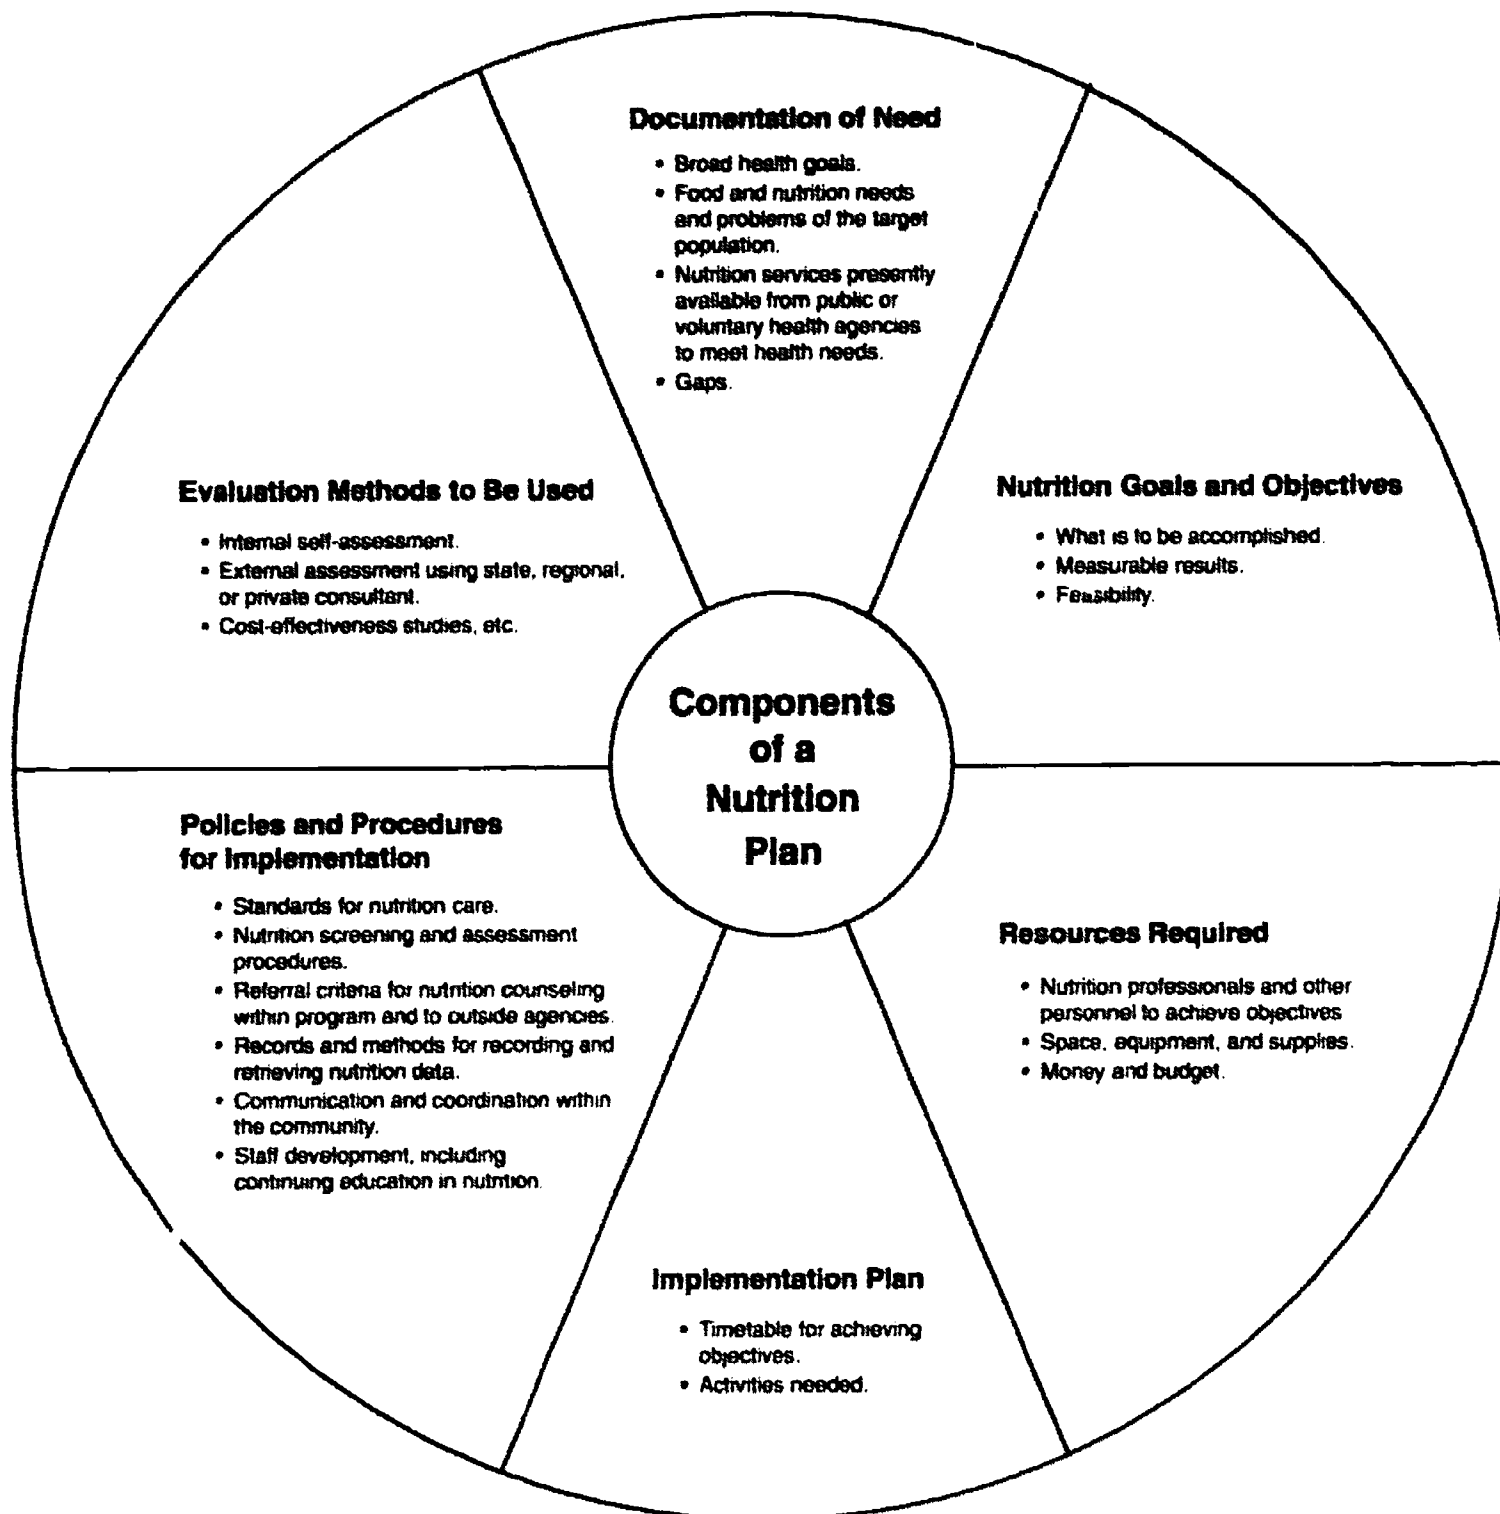 Documentation of Need
• Broad health goals.
• Food and nutrition needs
and problems of the target
population.
• Nutrition services presently
available from public or
voluntary health agencies
to meet health needs.
• Gaps.
Nutrition Goals and Objectives
• What is to be accomplished.
• Measurable results.
• Feasibility.
Resources Required
• Nutrition professionals and other
personnel to achieve objectives
• Space, equipment, and supplies.
• Money and budget.
Implementation Plan
• Timetable for achieving
objectives.
• Activities needed.
Policies and Procedures
for Implementation
• Standards for nutrition care.
• Nutrition screening and assessment
procedures.
• Referral criteria for nutrition counseling
within program and to outside agencies.
• Records and methods for recording and
retrieving nutrition data.
• Communication and coordination within
the community.
• Staff development, including
continuing education in nutrition.
Evaluation Methods to Be Used
• Internal self-assessment.
• External assessment using state, regional,
or private consultant.
• Cost-effectiveness studies, etc.
Components
of a
Nutrition
Plan